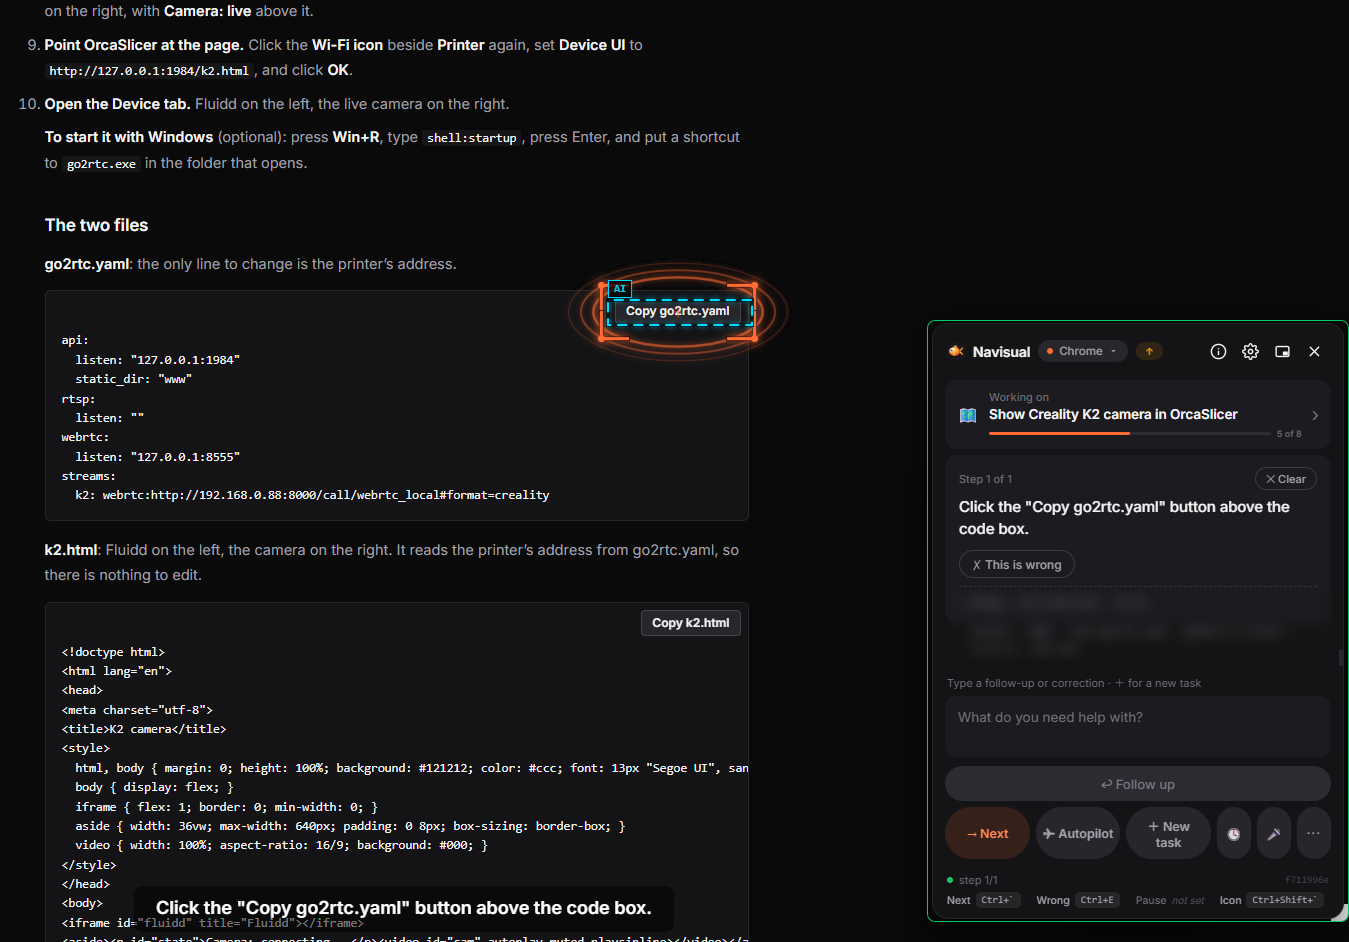 on the right, with Camera: live above it.
9. Point OrcaSlicer at the page. Click the Wi-Fi icon beside Printer again, set Device UI to
http://127.0.0.1:1984/k2.html , and click OK.
10. Open the Device tab. Fluidd on the left, the live camera on the right.
To start it with Windows (optional): press Win+R, type shell:startup , press Enter, and put a shortcut
to go2rtc.exe in the folder that opens.
The two files
go2rtc.yaml: the only line to change is the printer’s address.
AI
Copy go2rtc.yaml
api:
  listen: "127.0.0.1:1984"
  static_dir: "www"
rtsp:
  listen: ""
webrtc:
  listen: "127.0.0.1:8555"
streams:
  k2: webrtc:http://192.168.0.88:8000/call/webrtc_local#format=creality
k2.html: Fluidd on the left, the camera on the right. It reads the printer’s address from go2rtc.yaml, so
there is nothing to edit.
Copy k2.html
<!doctype html>
<html lang="en">
<head>
<meta charset="utf-8">
<title>K2 camera</title>
<style>
  html, body { margin: 0; height: 100%; background: #121212; color: #ccc; font: 13px "Segoe UI", san
  body { display: flex; }
  iframe { flex: 1; border: 0; min-width: 0; }
  aside { width: 36vw; max-width: 640px; padding: 0 8px; box-sizing: border-box; }
  video { width: 100%; aspect-ratio: 16/9; background: #000; }
</style>
</head>
<body>
<iframe id="fluidd" title="Fluidd"></iframe>
Click the "Copy go2rtc.yaml" button above the code box.
Navisual
Chrome
Working on
Show Creality K2 camera in OrcaSlicer
5 of 8
Step 1 of 1
Clear
Click the "Copy go2rtc.yaml" button above the
code box.
✗ This is wrong
Type a follow-up or correction · + for a new task
What do you need help with?
↩ Follow up
→ Next
Autopilot
+ New
task
step 1/1
f711996e
Next Ctrl+` Wrong Ctrl+E Pause not set Icon Ctrl+Shift+`